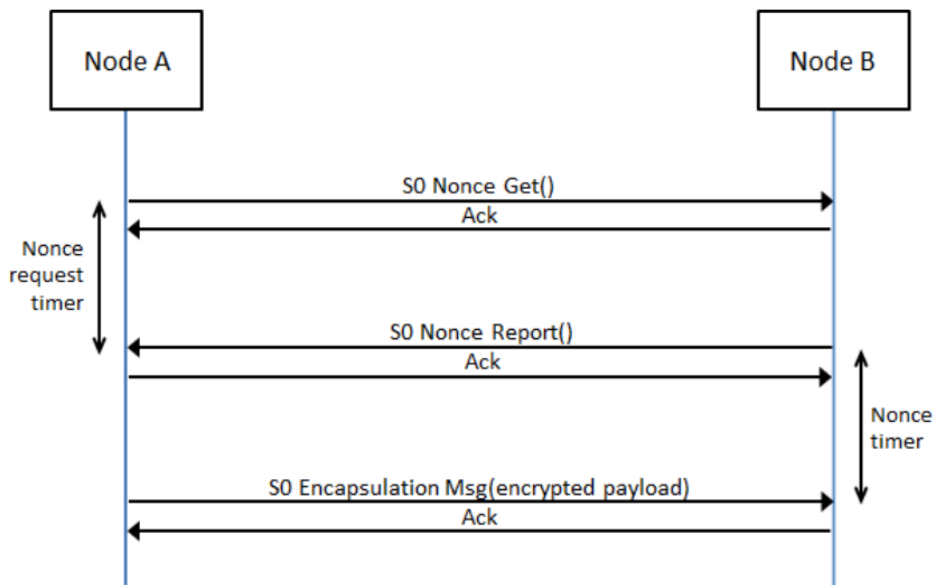 Node A
Node B
S0 Nonce Get()
Ack
Nonce
request
timer
S0 Nonce Report()
Ack
Nonce
timer
S0 Encapsulation Msg(encrypted payload)
Ack